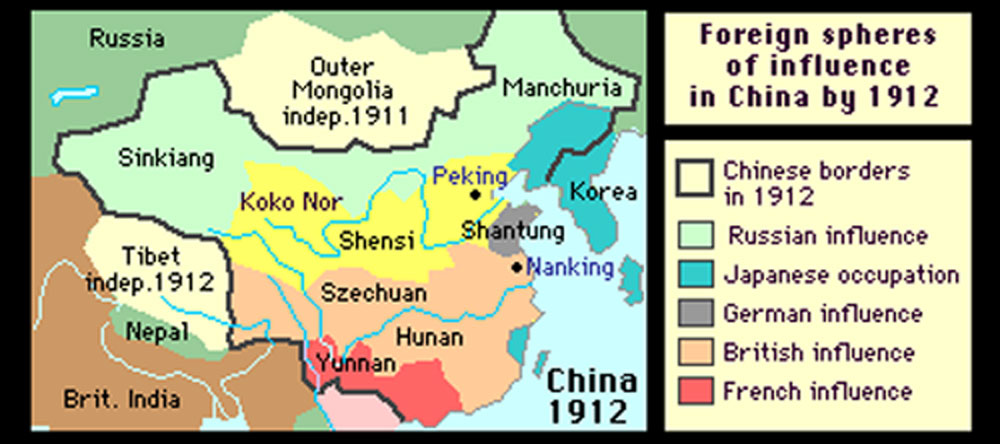 Russia
Outer
Mongolia
indep.1911
Manchuria
Sinkiang
Koko Nor
Peking
Korea
Shensi
Shantung
Tibet
indep.1912
Nanking
Szechuan
Nepal
Hunan
Yunnan
Brit. India
China
1912
Foreign spheres
of influence
in China by 1912
Chinese borders
in 1912
Russian influence
Japanese occupation
German influence
British influence
French influence